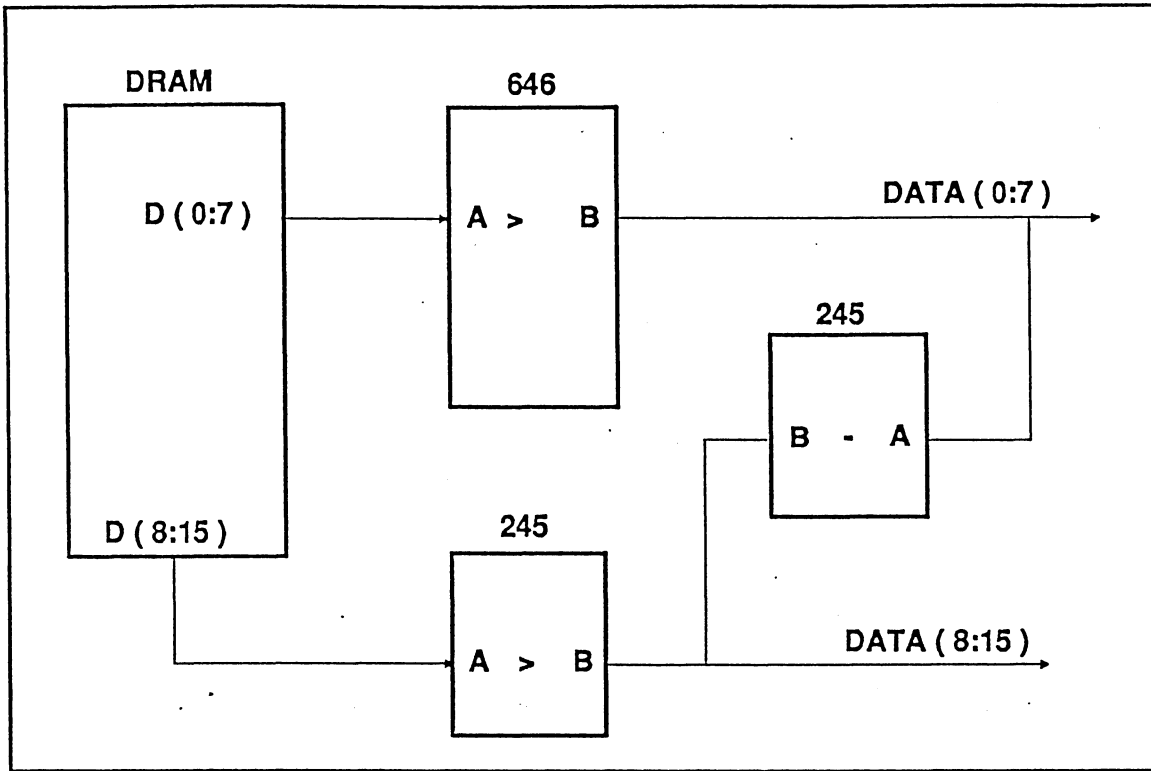 DRAM
646
D ( 0:7 )
A > B
DATA ( 0:7 )
245
B - A
D ( 8:15 )
245
A > B
DATA ( 8:15 )